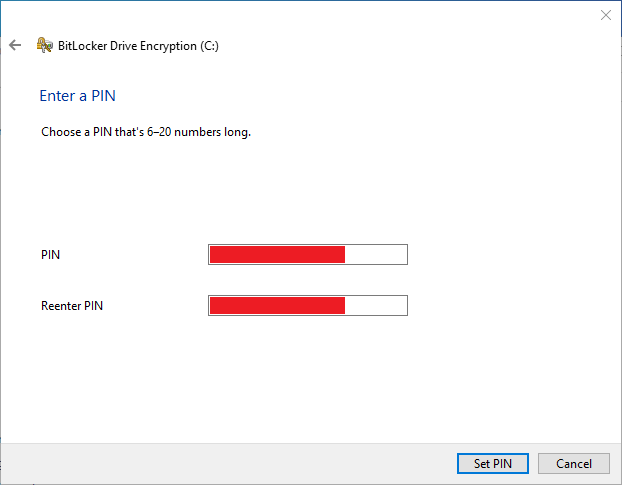 BitLocker Drive Encryption (C:)
Enter a PIN
Choose a PIN that's 6–20 numbers long.
PIN
Reenter PIN
Set PIN
Cancel